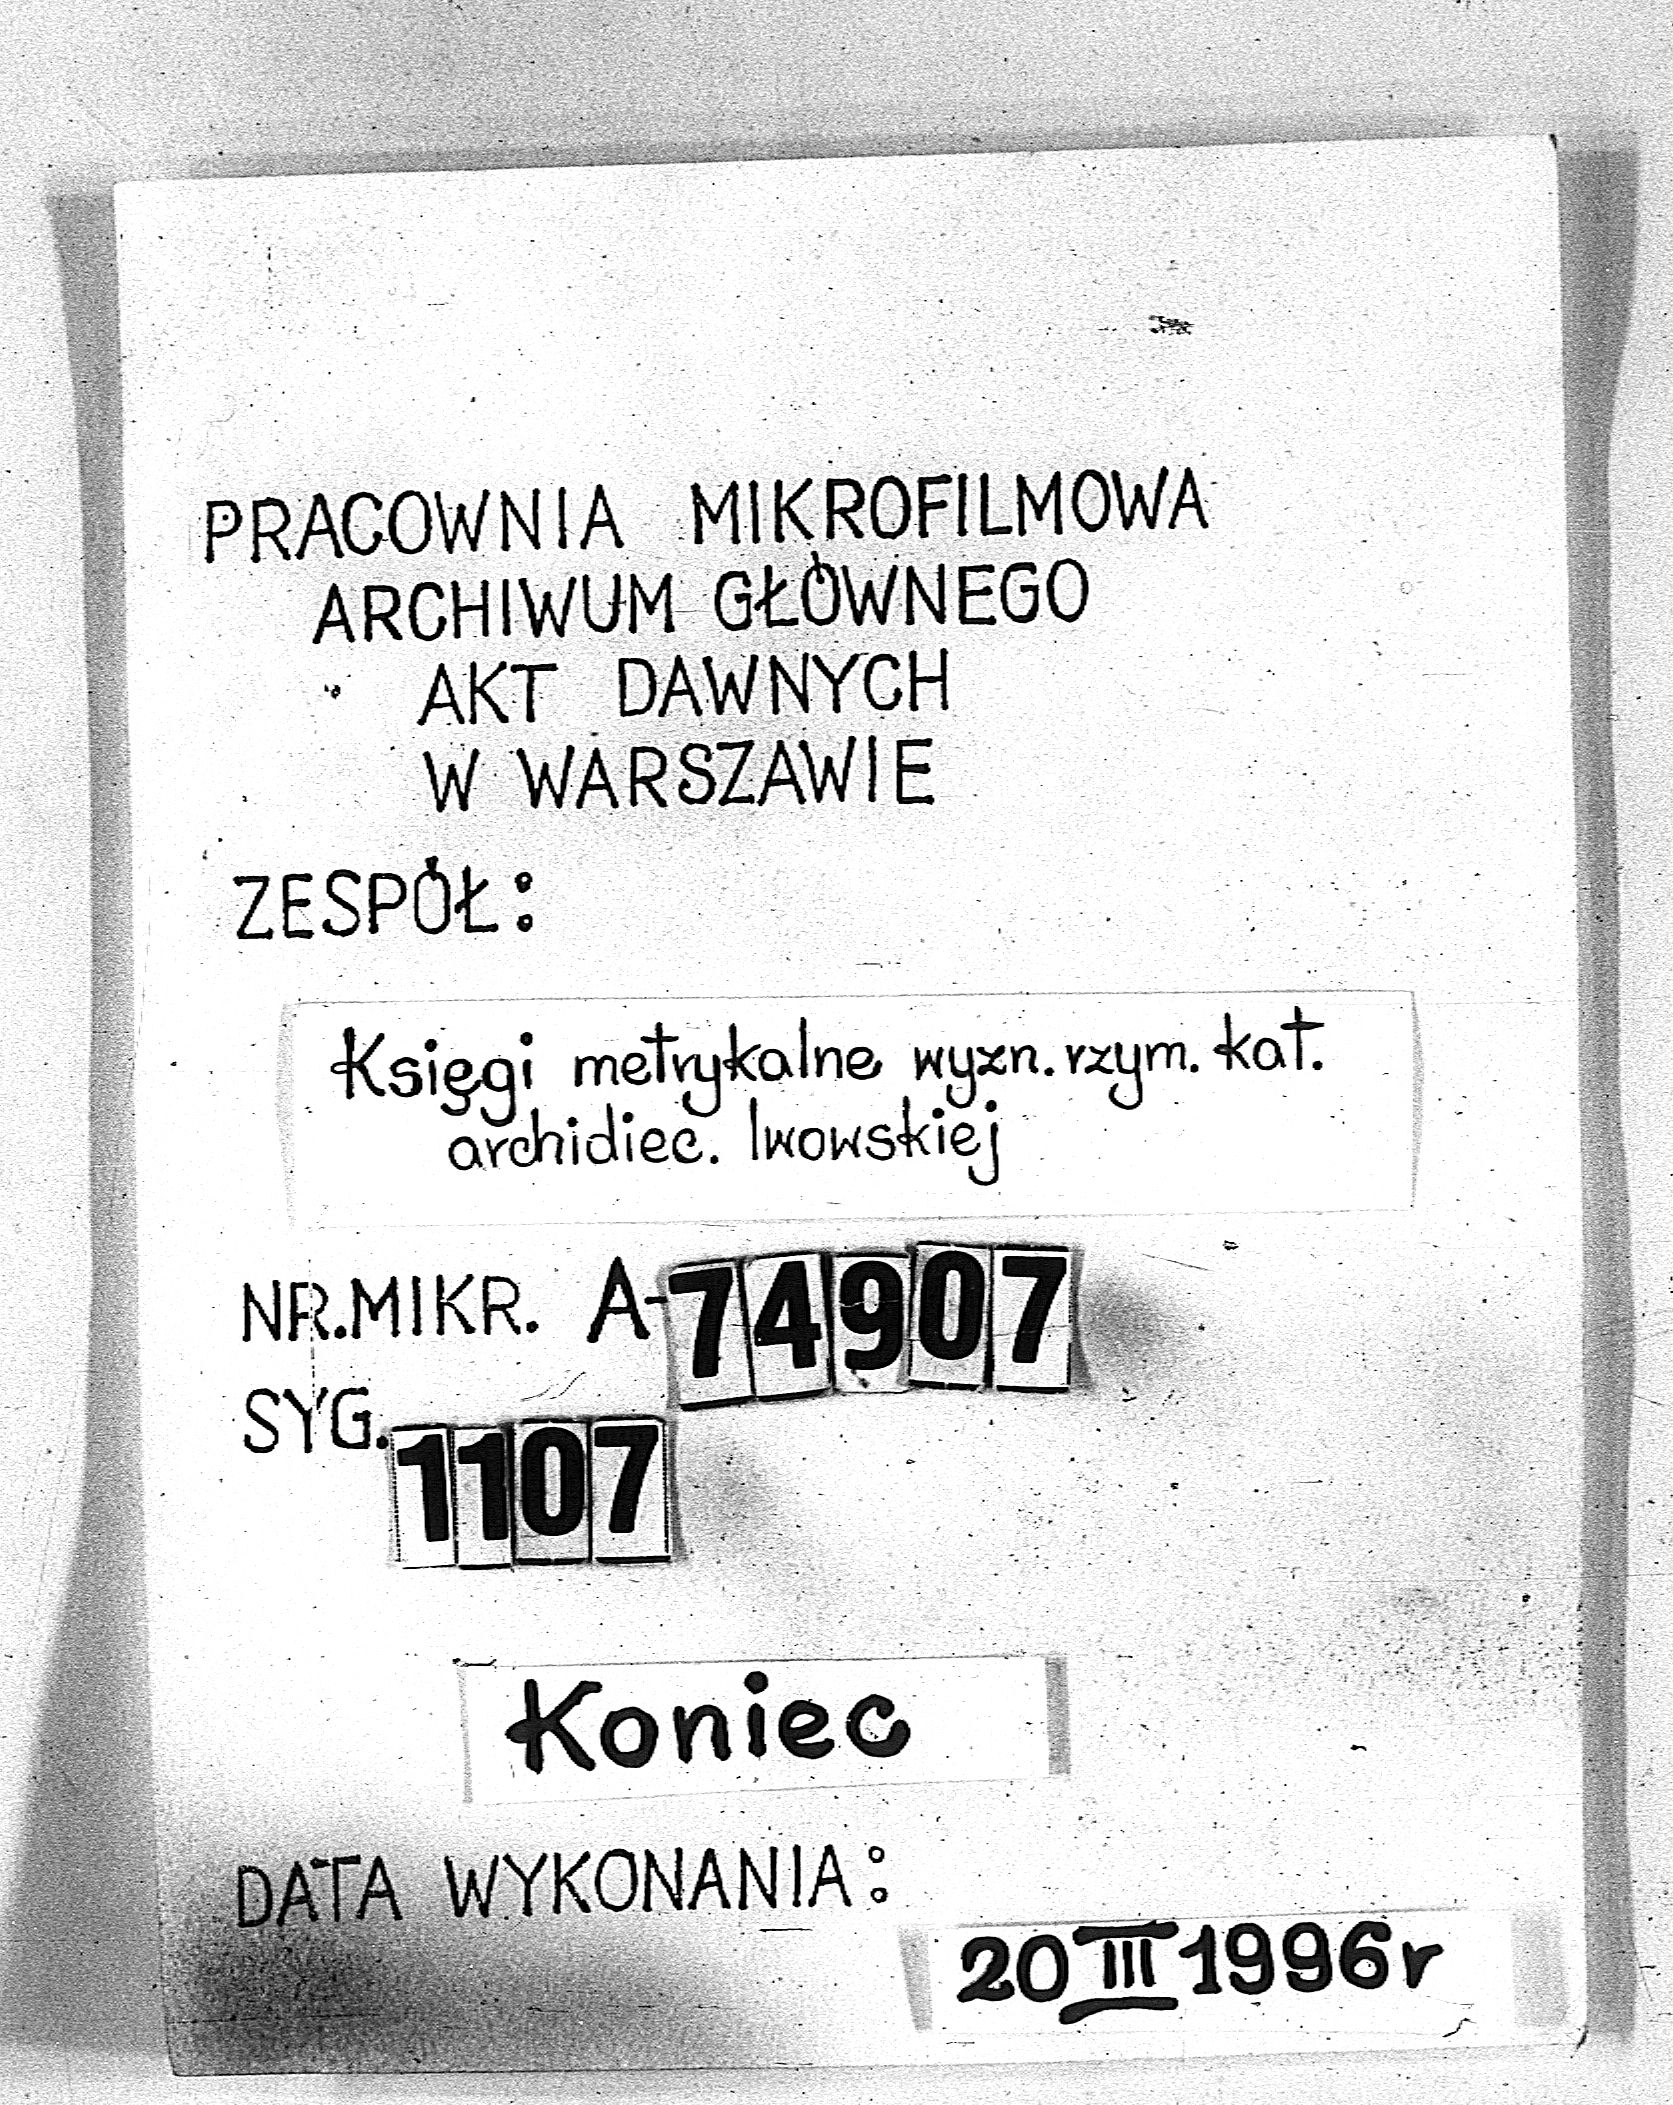 PRACOWNIA MIKROFILMOWA
ARCHIWUM GŁÓWNEGO
AKT DAWNYCH
W WARSZAWIE
ZESPÓŁ:
Księgi metrykalne wyzn. rzym. kat.
archidiec. lwowskiej
NR. MIKR. A-74907
SYG. 1107
Koniec
DATA WYKONANIA:
20 III 1996 r